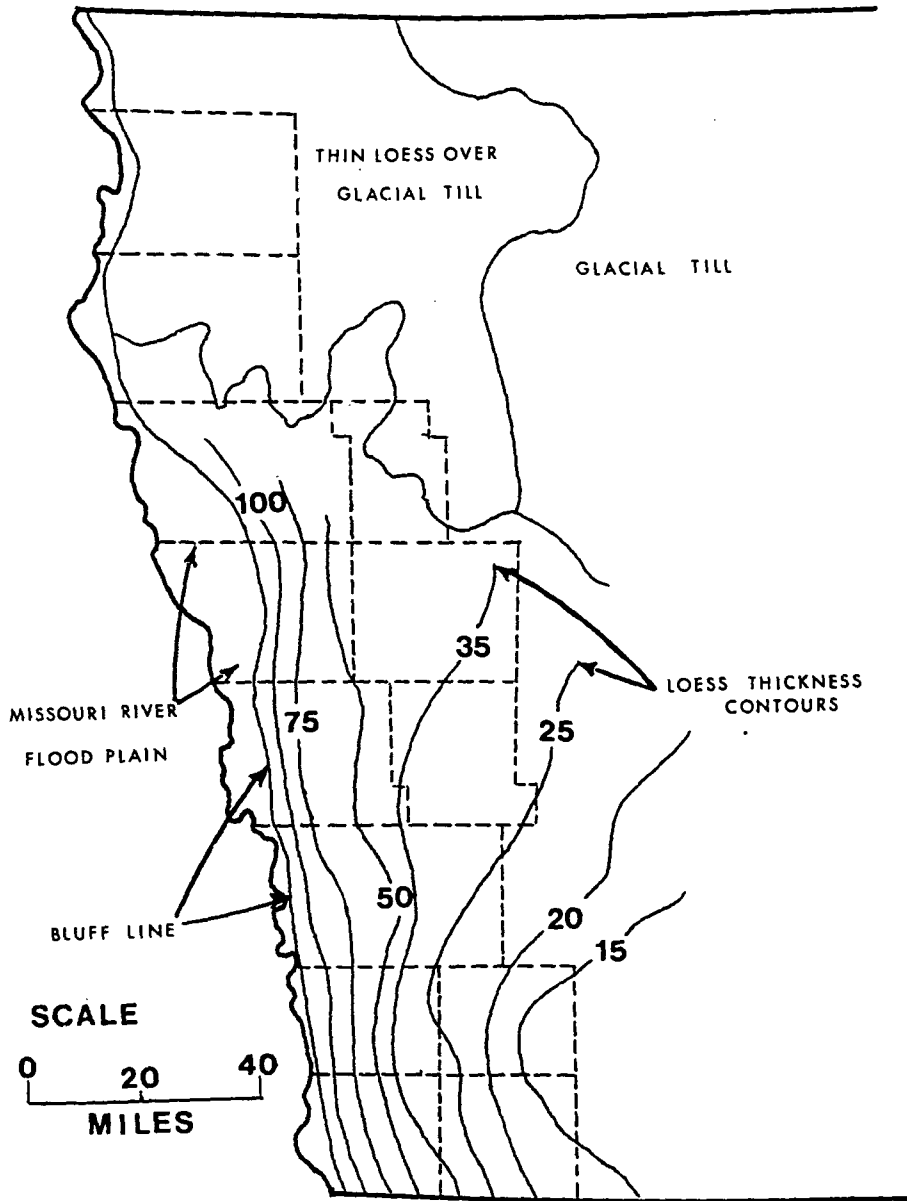 THIN LOESS OVER
GLACIAL TILL
GLACIAL TILL
100
35
LOESS THICKNESS
CONTOURS
MISSOURI RIVER
FLOOD PLAIN
75
25
50
20
BLUFF LINE
15
SCALE
0 20 40
MILES